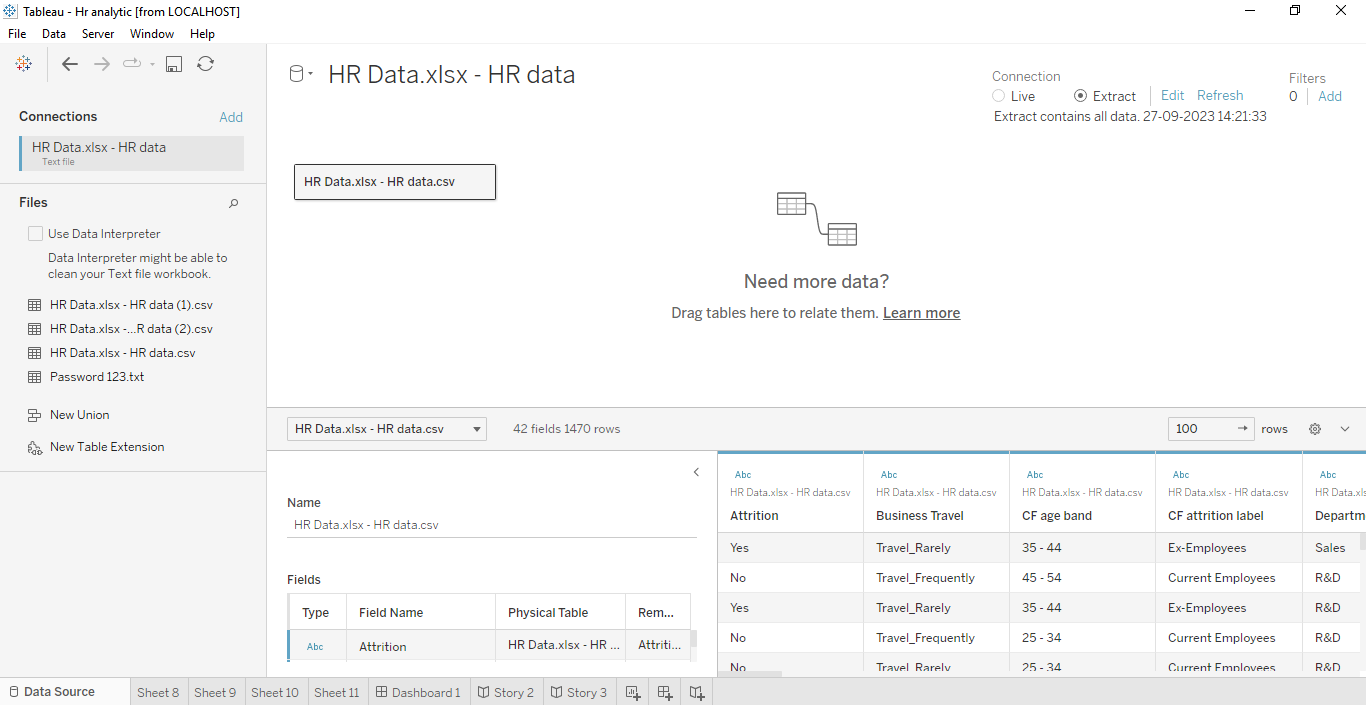 Tableau - Hr analytic [from LOCALHOST]
File Data Server Window Help
Connections Add
HR Data.xlsx - HR data
Text file
Files
Use Data Interpreter
Data Interpreter might be able to
clean your Text file workbook.
HR Data.xlsx - HR data (1).csv
HR Data.xlsx -...R data (2).csv
HR Data.xlsx - HR data.csv
Password 123.txt
New Union
New Table Extension
HR Data.xlsx - HR data
Connection
Live Extract Edit Refresh
Extract contains all data. 27-09-2023 14:21:33
Filters
0 Add
HR Data.xlsx - HR data.csv
Need more data?
Drag tables here to relate them. Learn more
HR Data.xlsx - HR data.csv 42 fields 1470 rows 100 rows
Name
HR Data.xlsx - HR data.csv
Fields
Type Field Name Physical Table Rem...
Abc Attrition HR Data.xlsx - HR ... Attriti...
Abc Abc Abc Abc Abc
HR Data.xlsx - HR data.csv HR Data.xlsx - HR data.csv HR Data.xlsx - HR data.csv HR Data.xlsx - HR data.csv HR Data.xls
Attrition Business Travel CF age band CF attrition label Departm
Yes Travel_Rarely 35 - 44 Ex-Employees Sales
No Travel_Frequently 45 - 54 Current Employees R&D
Yes Travel_Rarely 35 - 44 Ex-Employees R&D
No Travel_Frequently 25 - 34 Current Employees R&D
No Travel_Rarely 25 - 34 Current Employees R&D
Data Source Sheet 8 Sheet 9 Sheet 10 Sheet 11 Dashboard 1 Story 2 Story 3